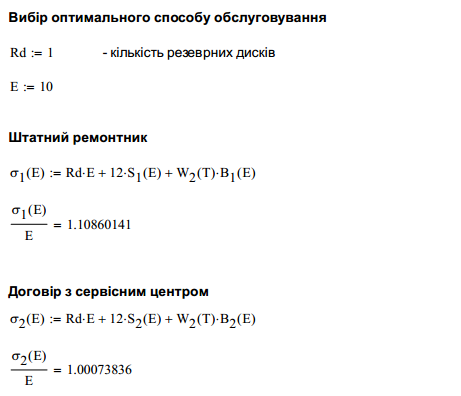 Вибір оптимального способу обслуговування
Rd := 1 - кількість резеврних дисків
E := 10
Штатний ремонтник
σ₁(E) := Rd·E + 12·S₁(E) + W₂(T)·B₁(E)
σ₁(E)
E
= 1.10860141
Договір з сервісним центром
σ₂(E) := Rd·E + 12·S₂(E) + W₂(T)·B₂(E)
σ₂(E)
E
= 1.00073836